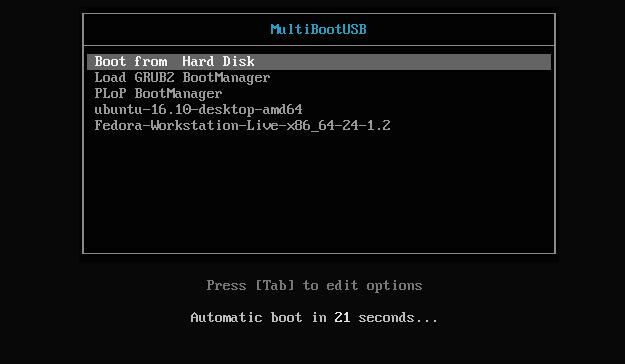 MultiBootUSB
Boot from  Hard Disk
Load GRUB2 BootManager
PLoP BootManager
ubuntu-16.10-desktop-amd64
Fedora-Workstation-Live-x86_64-24-1.2
Press [Tab] to edit options
Automatic boot in 21 seconds...